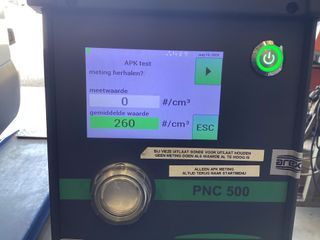 APK test
meting herhalen?
meetwaarde
0 #/cm³
gemiddelde waarde
260 #/cm³
ESC
BIJ VIEZE UITLAAT SONDE VOOR UITLAAT HOUDEN
GEEN METING DOEN ALS WAARDE AL TE HOOG IS
ALLEEN APK METING
ALTIJD TERUG NAAR STARTMENU
PNC 500